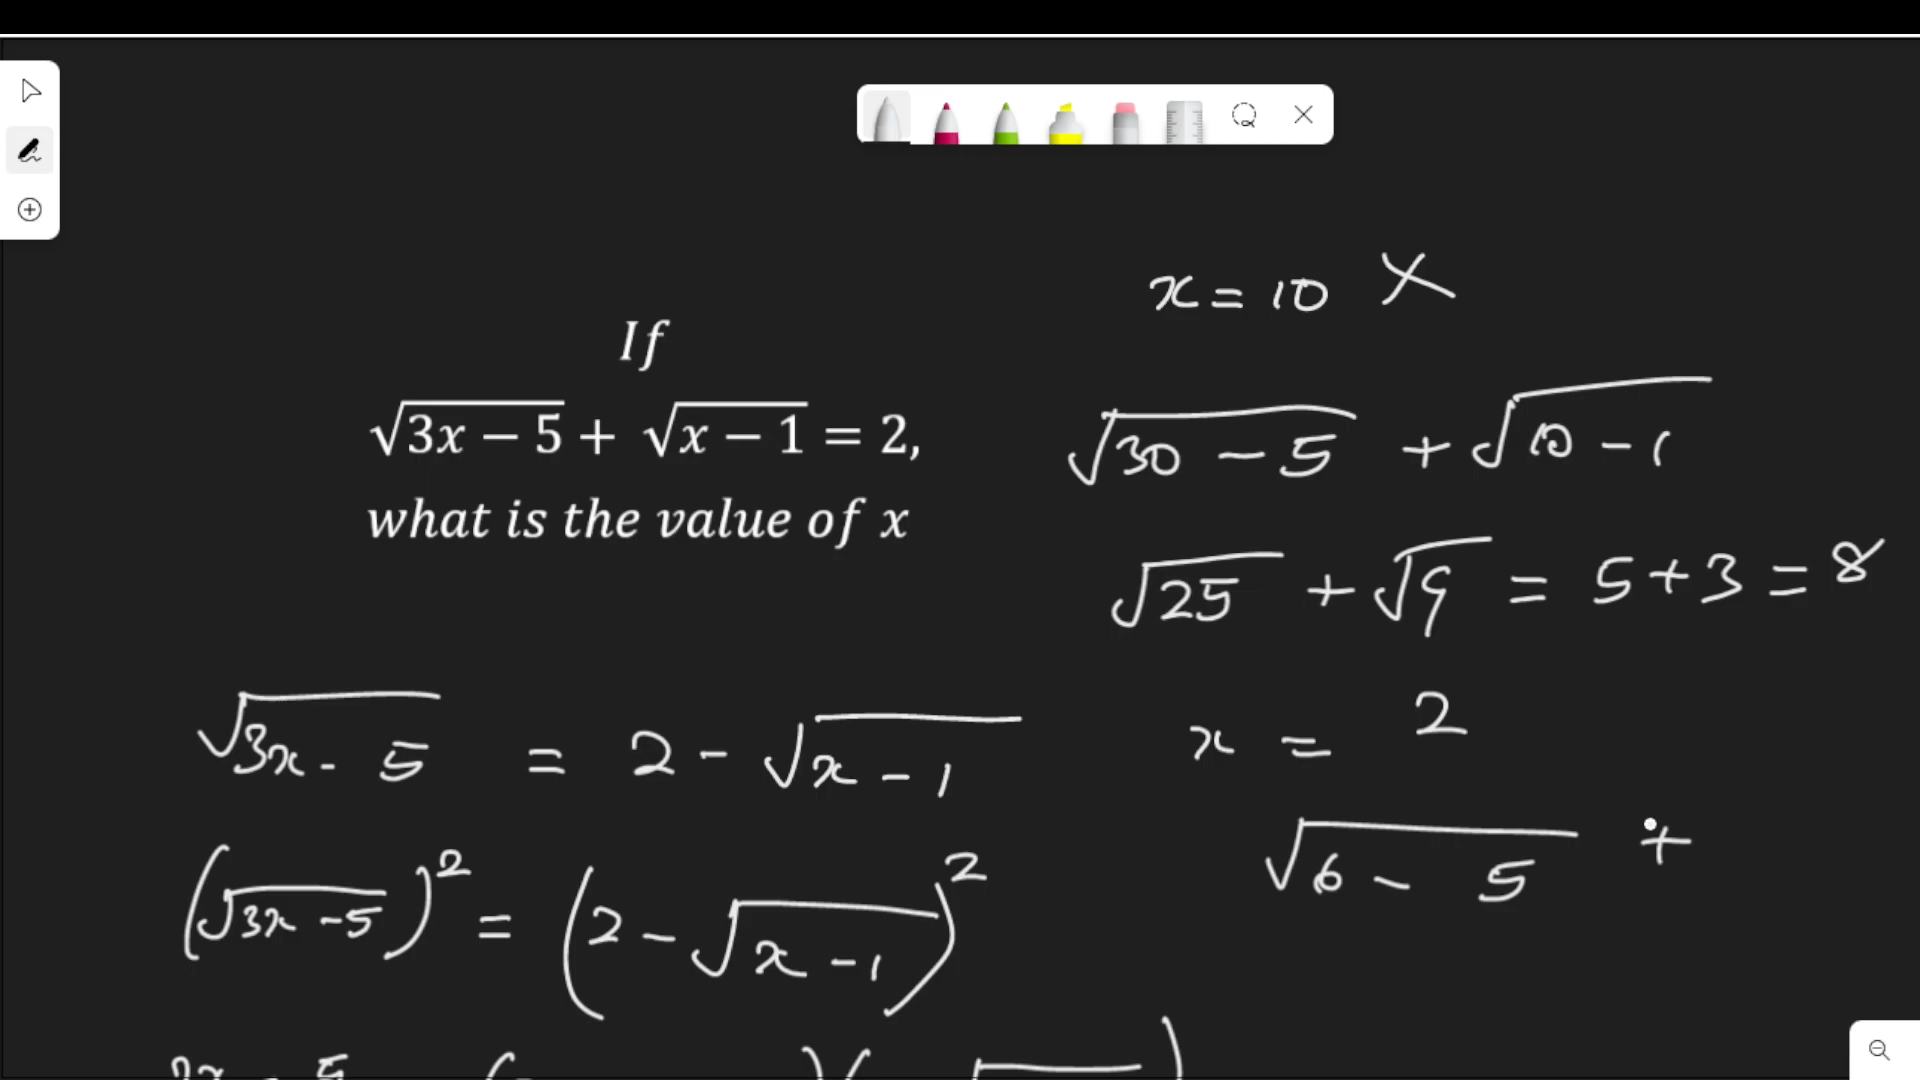 If
√3x − 5 + √x − 1 = 2,
what is the value of x
x = 10 X
√30 − 5 + √10 − 1
√25 + √9 = 5 + 3 = 8
√3x − 5 = 2 − √x − 1
x = 2
(√3x − 5)² = (2 − √x − 1)²
√6 − 5 +